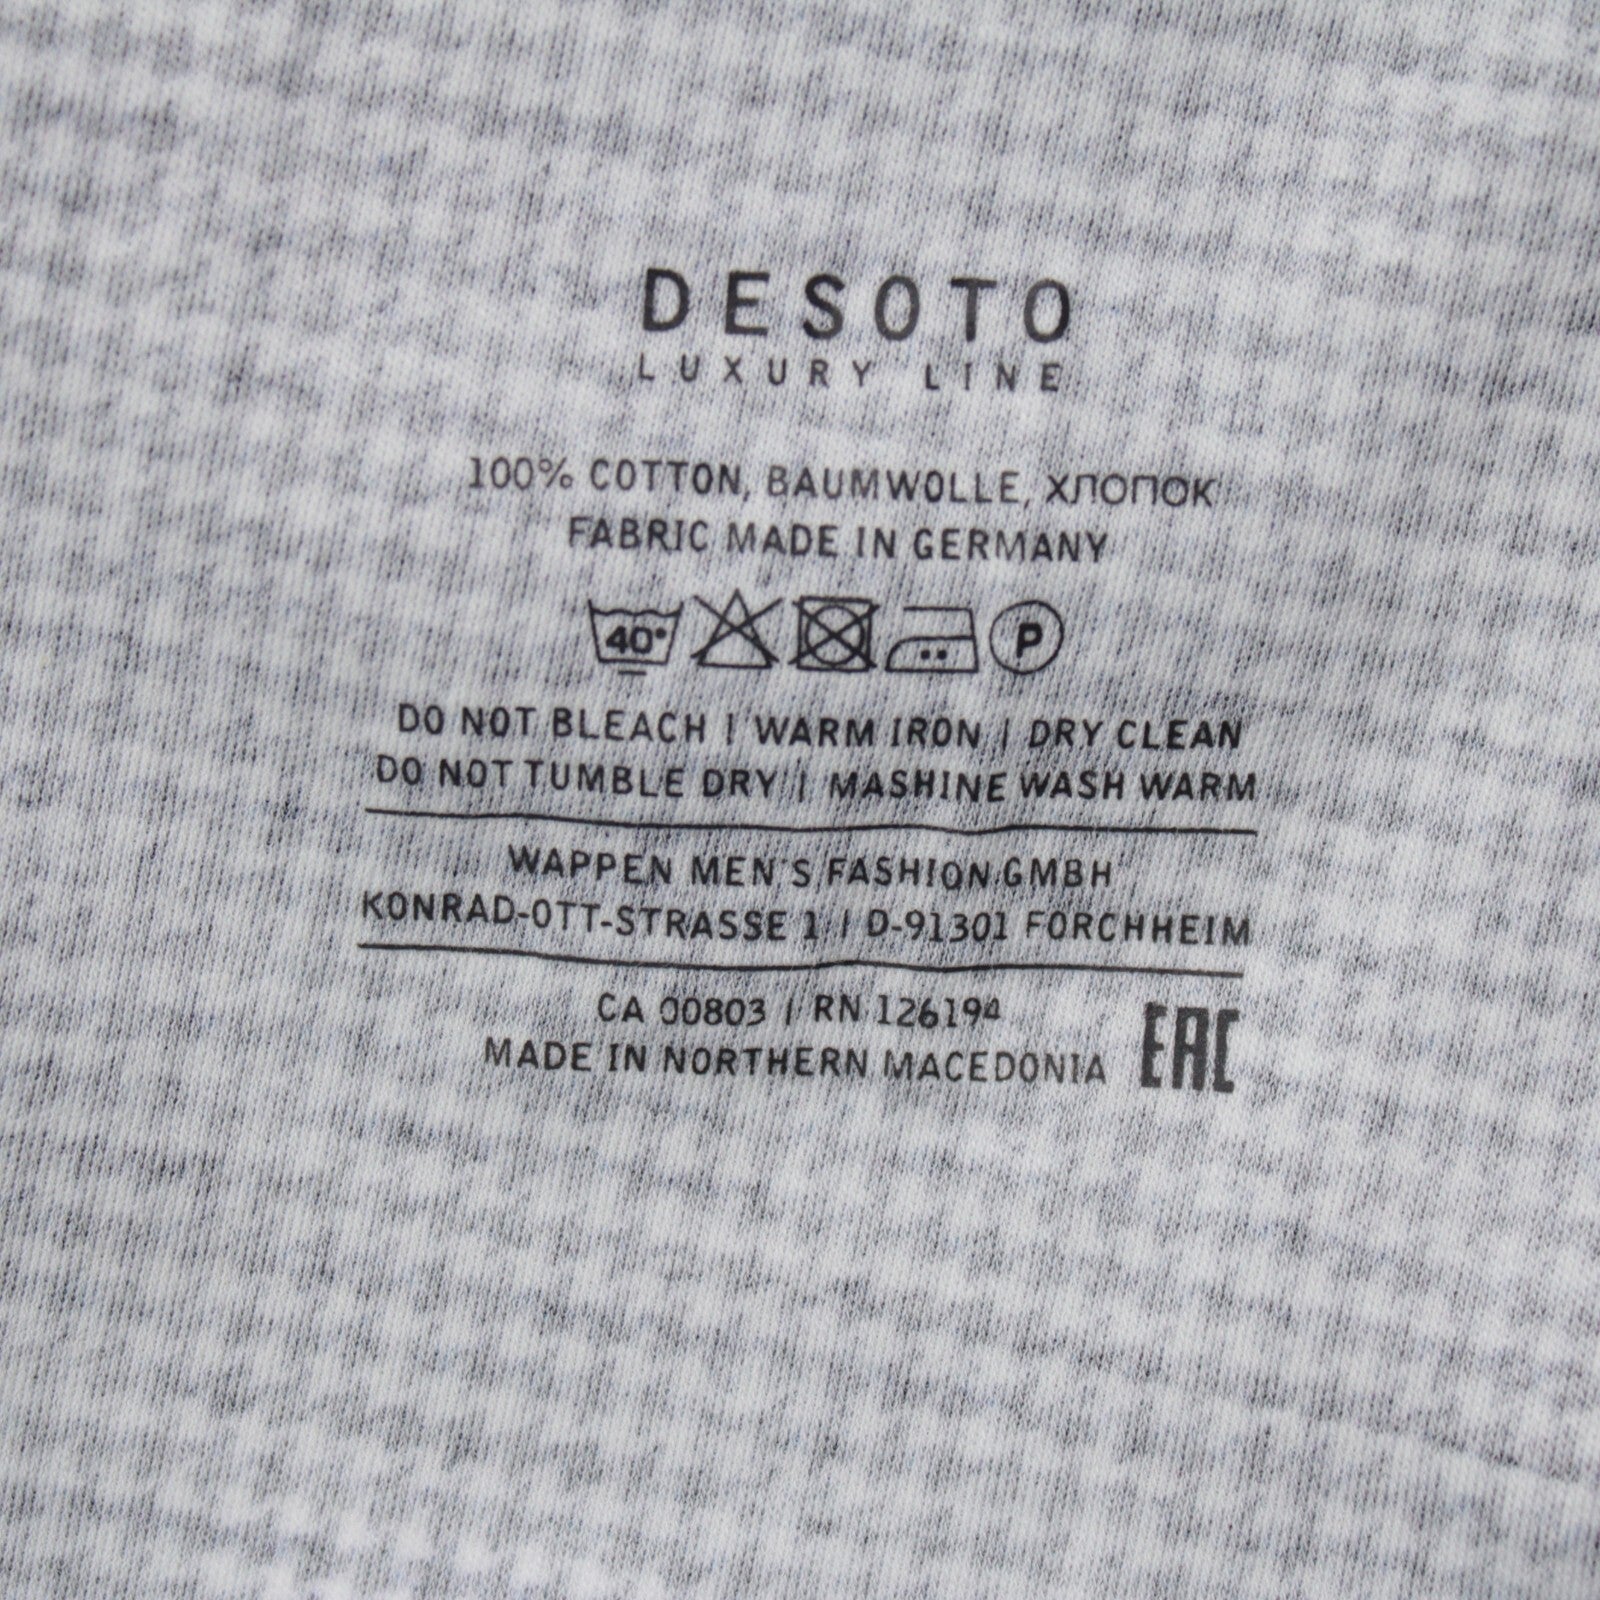 DESOTO
LUXURY LINE
100% COTTON, BAUMWOLLE, ХЛОПОК
FABRIC MADE IN GERMANY
40° P
DO NOT BLEACH | WARM IRON | DRY CLEAN
DO NOT TUMBLE DRY | MASHINE WASH WARM
WAPPEN MEN'S FASHION GMBH
KONRAD-OTT-STRASSE 1 / D-91301 FORCHHEIM
CA 00803 / RN 126194
MADE IN NORTHERN MACEDONIA
EAC